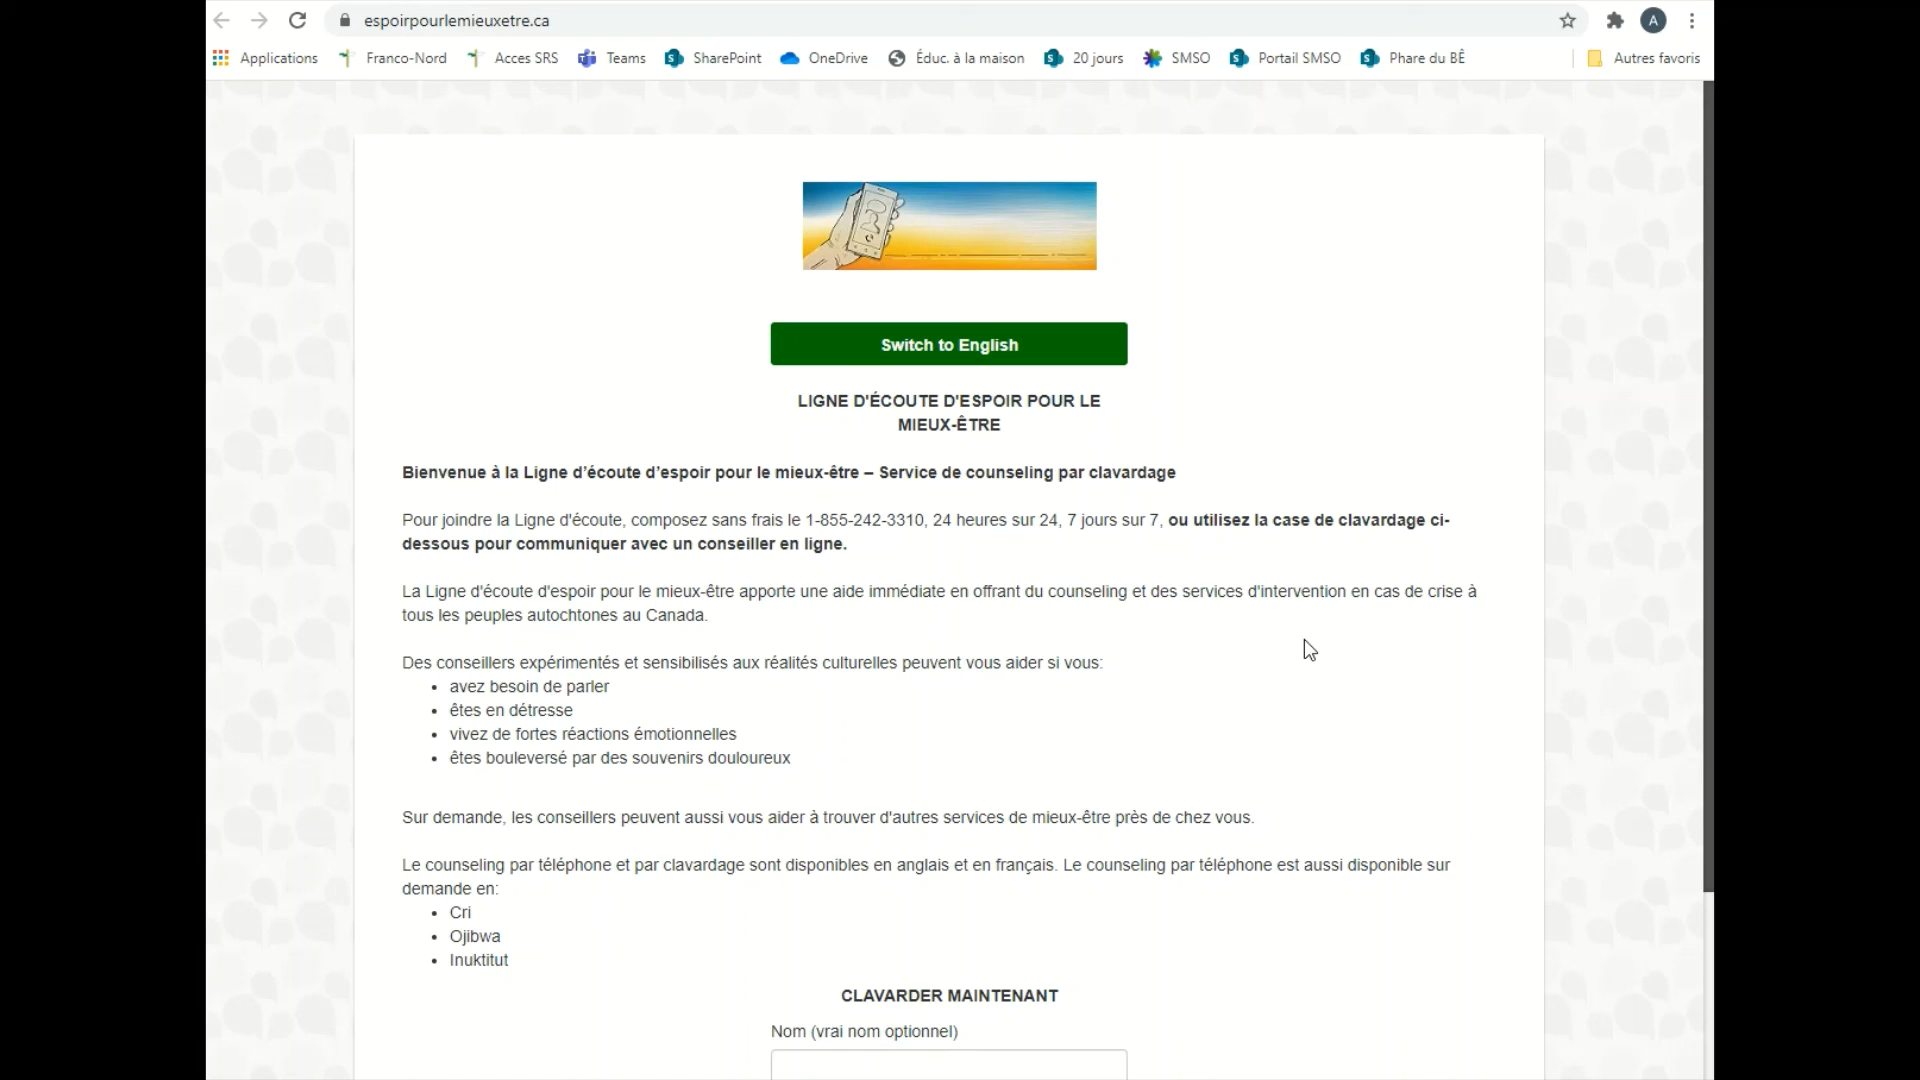 espoirpourlemieuxetre.ca
A
Applications Franco-Nord Acces SRS Teams SharePoint OneDrive Éduc. à la maison 20 jours SMSO Portail SMSO Phare du BÊ Autres favoris
Switch to English
LIGNE D'ÉCOUTE D'ESPOIR POUR LE
MIEUX-ÊTRE
Bienvenue à la Ligne d’écoute d’espoir pour le mieux-être – Service de counseling par clavardage
Pour joindre la Ligne d'écoute, composez sans frais le 1-855-242-3310, 24 heures sur 24, 7 jours sur 7, ou utilisez la case de clavardage ci-
dessous pour communiquer avec un conseiller en ligne.
La Ligne d'écoute d'espoir pour le mieux-être apporte une aide immédiate en offrant du counseling et des services d'intervention en cas de crise à
tous les peuples autochtones au Canada.
Des conseillers expérimentés et sensibilisés aux réalités culturelles peuvent vous aider si vous:
• avez besoin de parler
• êtes en détresse
• vivez de fortes réactions émotionnelles
• êtes bouleversé par des souvenirs douloureux
Sur demande, les conseillers peuvent aussi vous aider à trouver d'autres services de mieux-être près de chez vous.
Le counseling par téléphone et par clavardage sont disponibles en anglais et en français. Le counseling par téléphone est aussi disponible sur
demande en:
• Cri
• Ojibwa
• Inuktitut
CLAVARDER MAINTENANT
Nom (vrai nom optionnel)